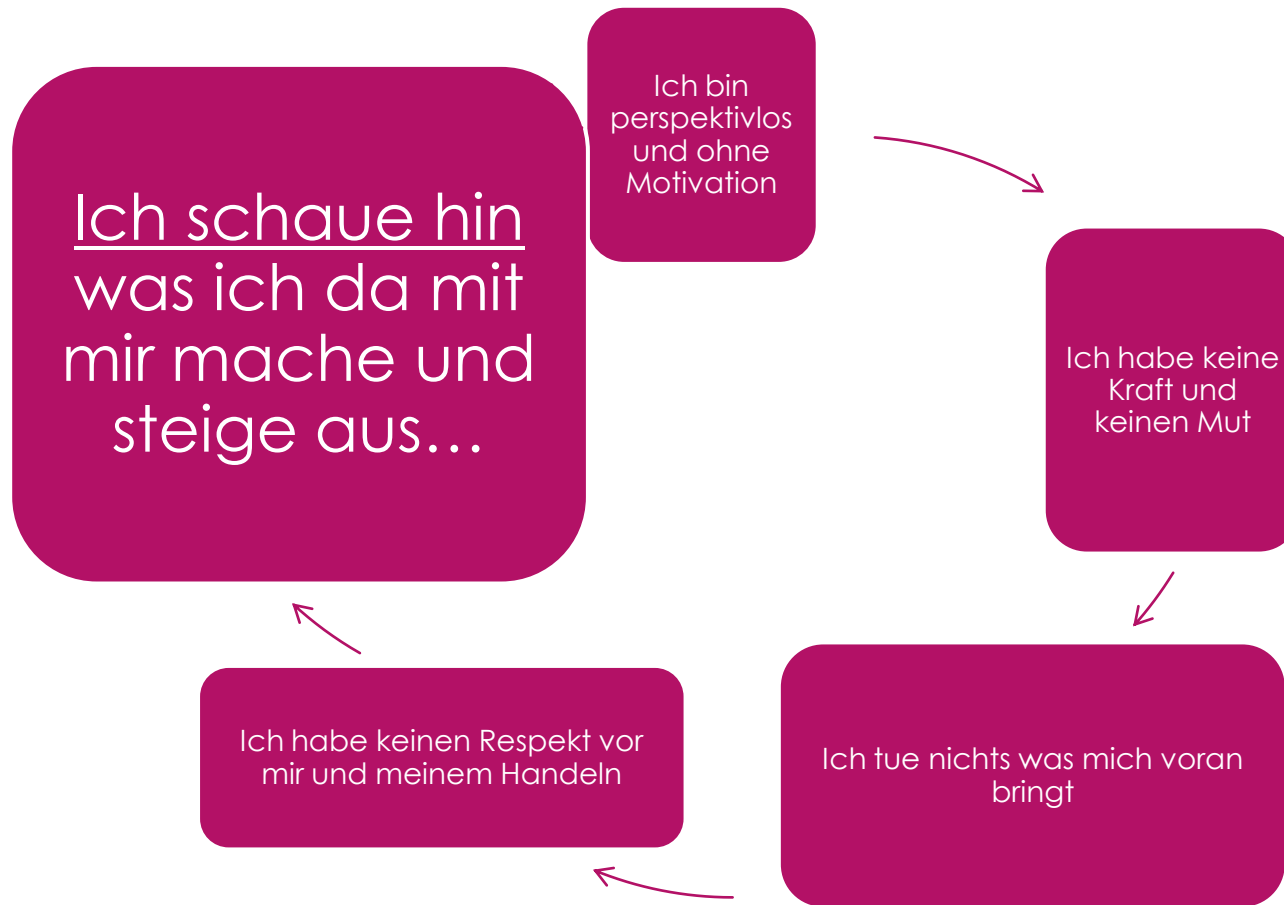 Ich bin
perspektivlos
und ohne
Motivation
Ich habe keine
Kraft und
keinen Mut
Ich tue nichts was mich voran
bringt
Ich habe keinen Respekt vor
mir und meinem Handeln
Ich schaue hin
was ich da mit
mir mache und
steige aus…